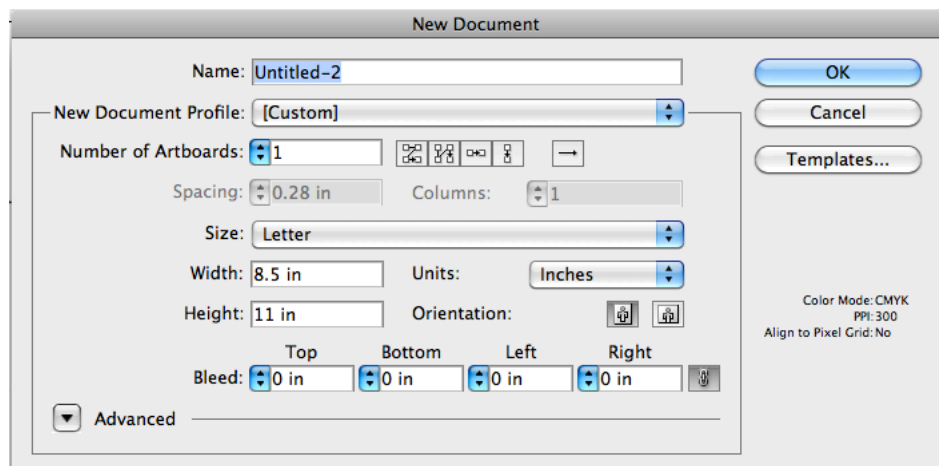 New Document
Name: Untitled-2
OK
New Document Profile: [Custom]
Cancel
Number of Artboards: 1
Templates...
Spacing: 0.28 in Columns: 1
Size: Letter
Width: 8.5 in Units: Inches
Height: 11 in Orientation:
Color Mode: CMYK
PPI: 300
Align to Pixel Grid: No
Top Bottom Left Right
Bleed: 0 in 0 in 0 in 0 in
Advanced